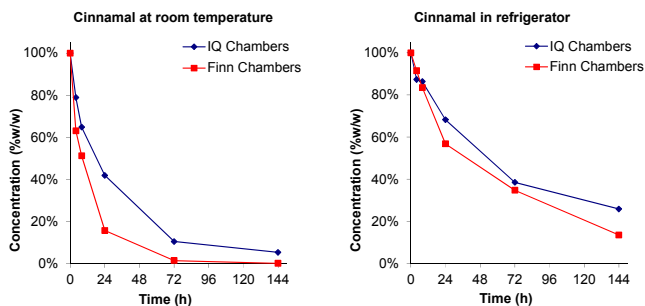 Cinnamal at room temperature
IQ Chambers
Finn Chambers
Concentration (%w/w)
100%
80%
60%
40%
20%
0%
0 24 48 72 96 120 144
Time (h)
Cinnamal in refrigerator
IQ Chambers
Finn Chambers
Concentration (%w/w)
100%
80%
60%
40%
20%
0%
0 24 48 72 96 120 144
Time (h)